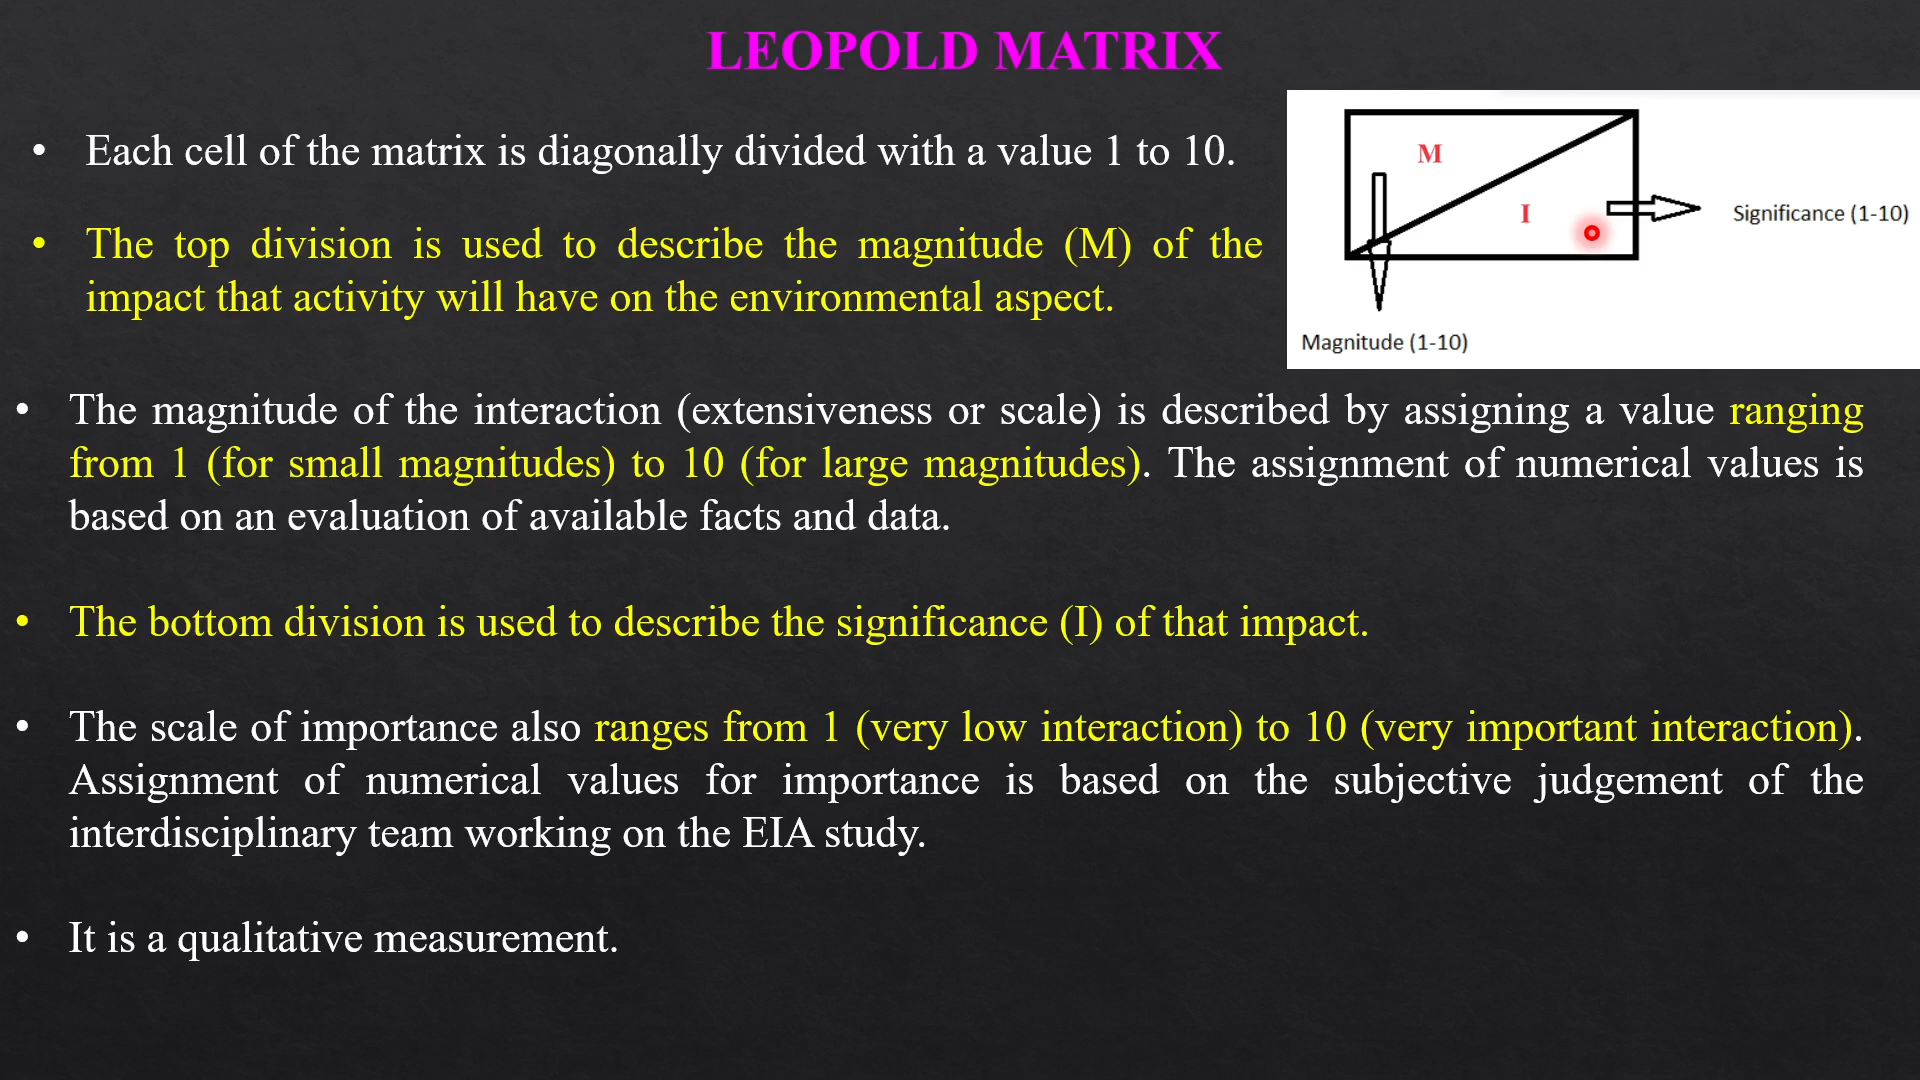 LEOPOLD MATRIX
• Each cell of the matrix is diagonally divided with a value 1 to 10.
• The top division is used to describe the magnitude (M) of the
impact that activity will have on the environmental aspect.
M
I
Significance (1-10)
Magnitude (1-10)
• The magnitude of the interaction (extensiveness or scale) is described by assigning a value ranging
from 1 (for small magnitudes) to 10 (for large magnitudes). The assignment of numerical values is
based on an evaluation of available facts and data.
• The bottom division is used to describe the significance (I) of that impact.
• The scale of importance also ranges from 1 (very low interaction) to 10 (very important interaction).
Assignment of numerical values for importance is based on the subjective judgement of the
interdisciplinary team working on the EIA study.
• It is a qualitative measurement.